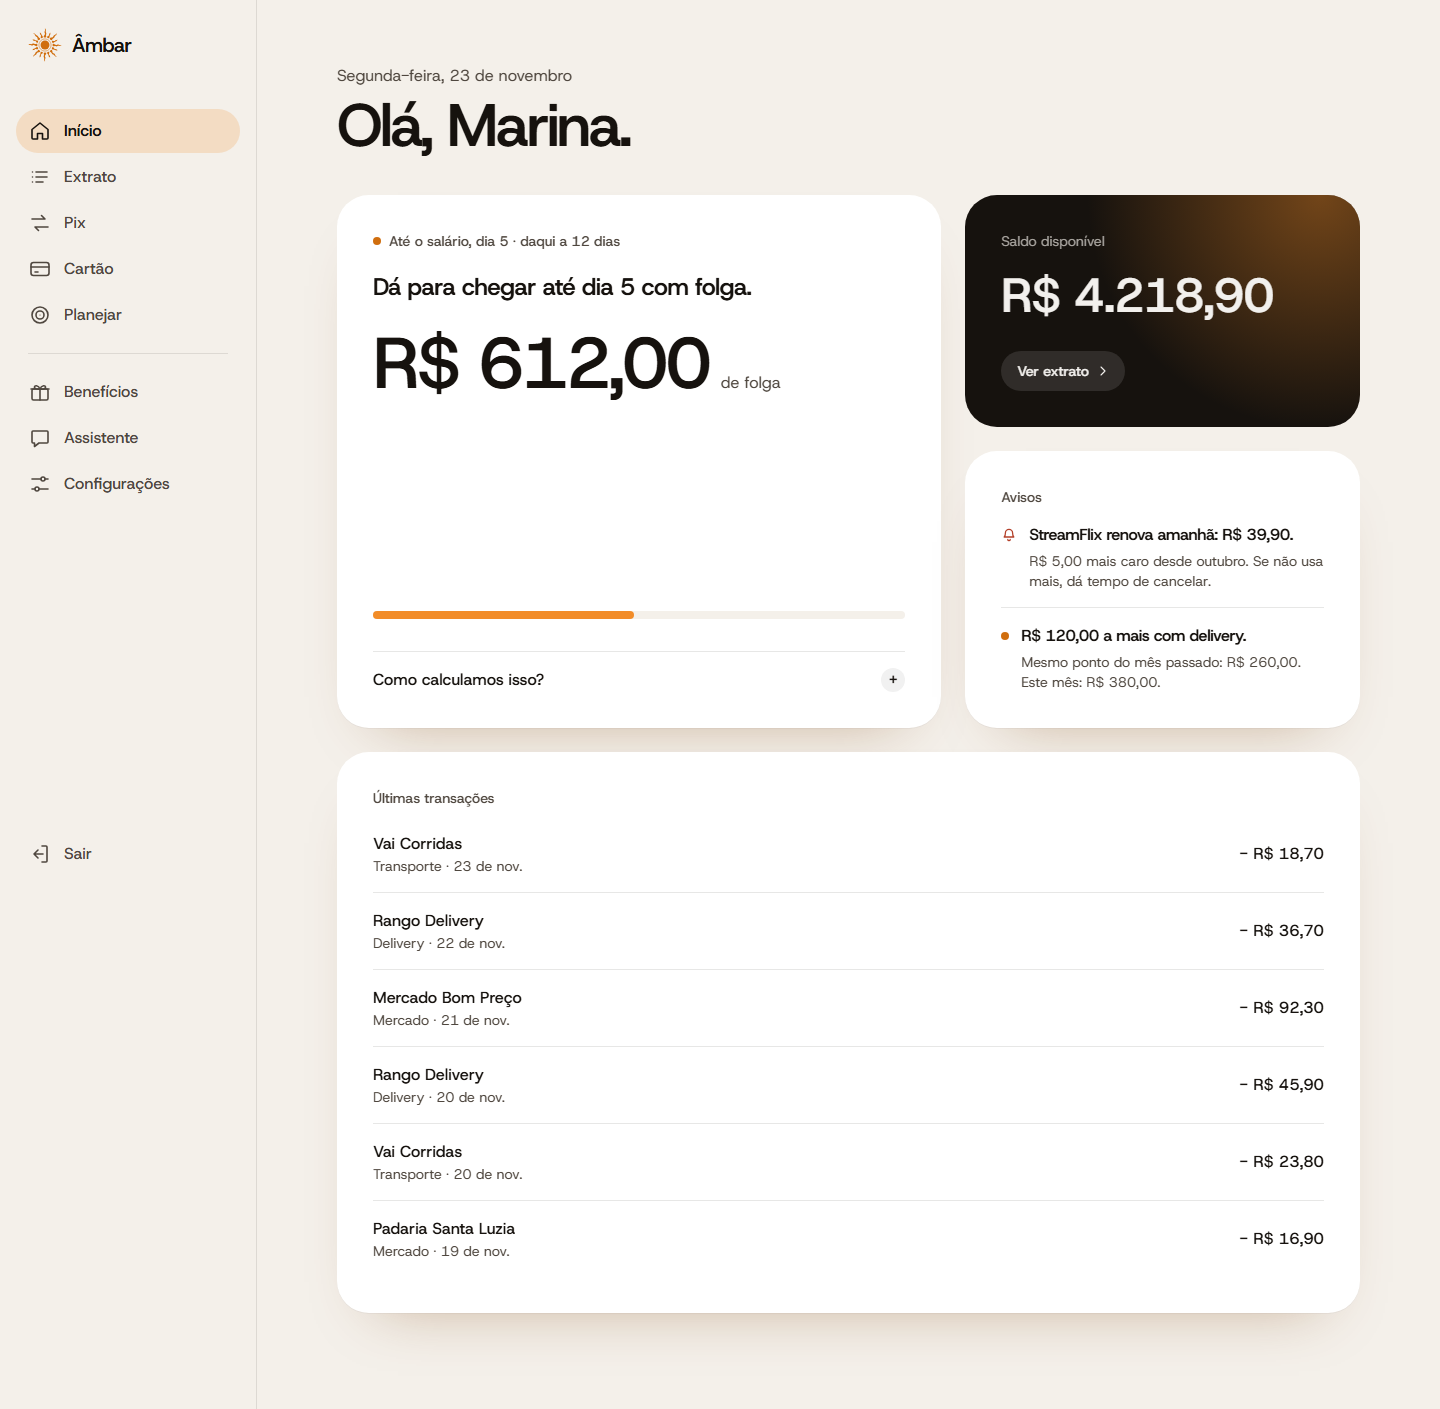 Âmbar
Início
Extrato
Pix
Cartão
Planejar
Benefícios
Assistente
Configurações
Sair
Segunda-feira, 23 de novembro
Olá, Marina.
Até o salário, dia 5 · daqui a 12 dias
Dá para chegar até dia 5 com folga.
R$ 612,00 de folga
Como calculamos isso?
+
Saldo disponível
R$ 4.218,90
Ver extrato
Avisos
StreamFlix renova amanhã: R$ 39,90.
R$ 5,00 mais caro desde outubro. Se não usa
mais, dá tempo de cancelar.
R$ 120,00 a mais com delivery.
Mesmo ponto do mês passado: R$ 260,00.
Este mês: R$ 380,00.
Últimas transações
Vai Corridas
Transporte · 23 de nov.
− R$ 18,70
Rango Delivery
Delivery · 22 de nov.
− R$ 36,70
Mercado Bom Preço
Mercado · 21 de nov.
− R$ 92,30
Rango Delivery
Delivery · 20 de nov.
− R$ 45,90
Vai Corridas
Transporte · 20 de nov.
− R$ 23,80
Padaria Santa Luzia
Mercado · 19 de nov.
− R$ 16,90